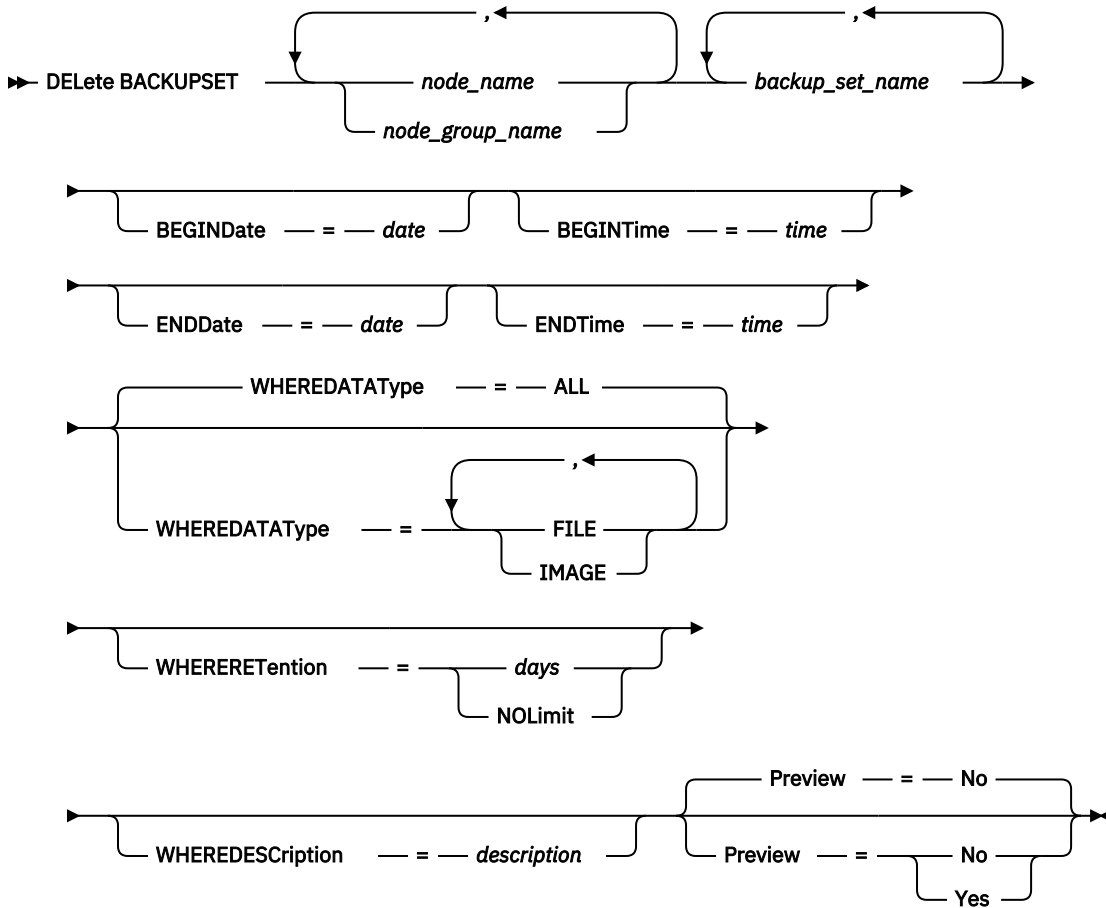 , ,
DELete BACKUPSET node_name backup_set_name
node_group_name
BEGINDate = date BEGINTime = time
ENDDate = date ENDTime = time
WHEREDATAType = ALL
,
WHEREDATAType = FILE
IMAGE
WHERERETention = days
NOLimit
Preview = No
WHEREDESCription = description Preview = No
Yes